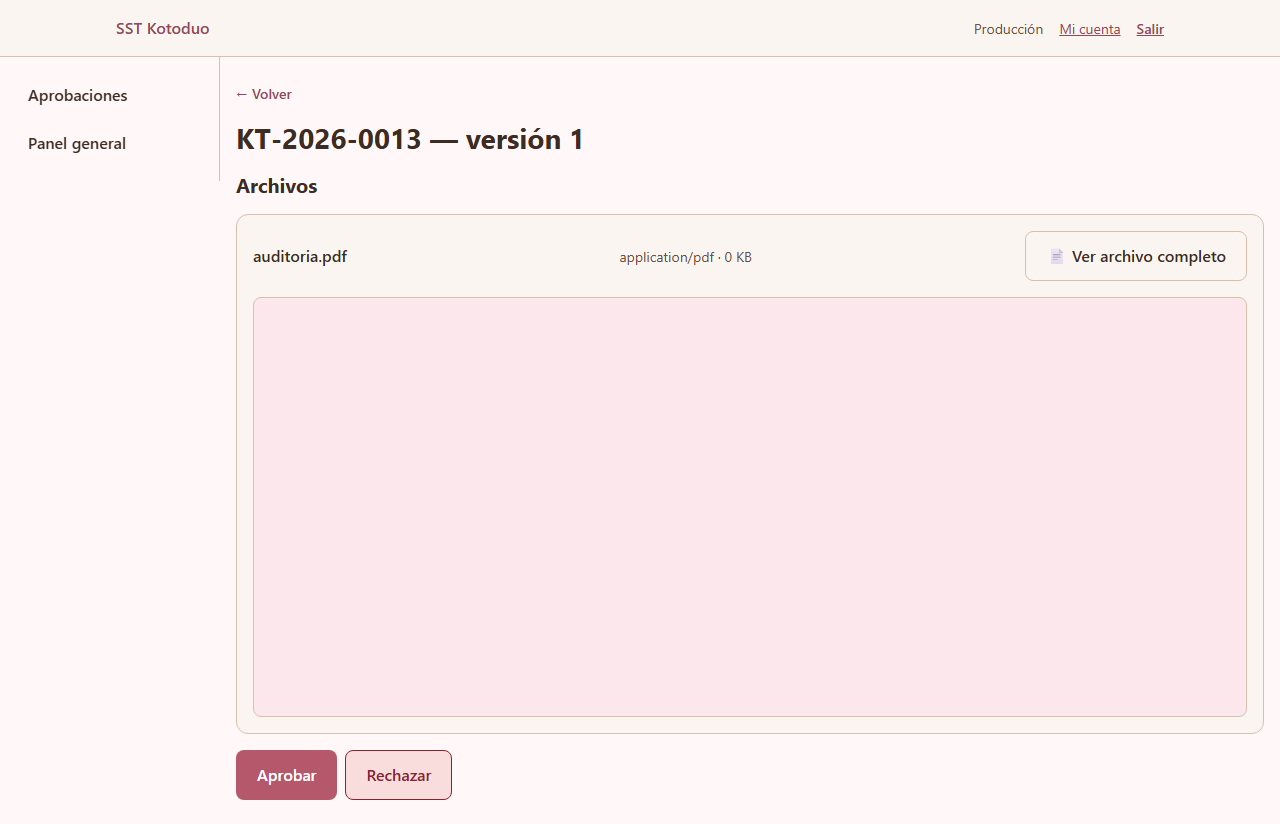 SST Kotoduo
Producción Mi cuenta Salir
Aprobaciones
Panel general
← Volver
KT-2026-0013 — versión 1
Archivos
auditoria.pdf
application/pdf · 0 KB
Ver archivo completo
Aprobar
Rechazar